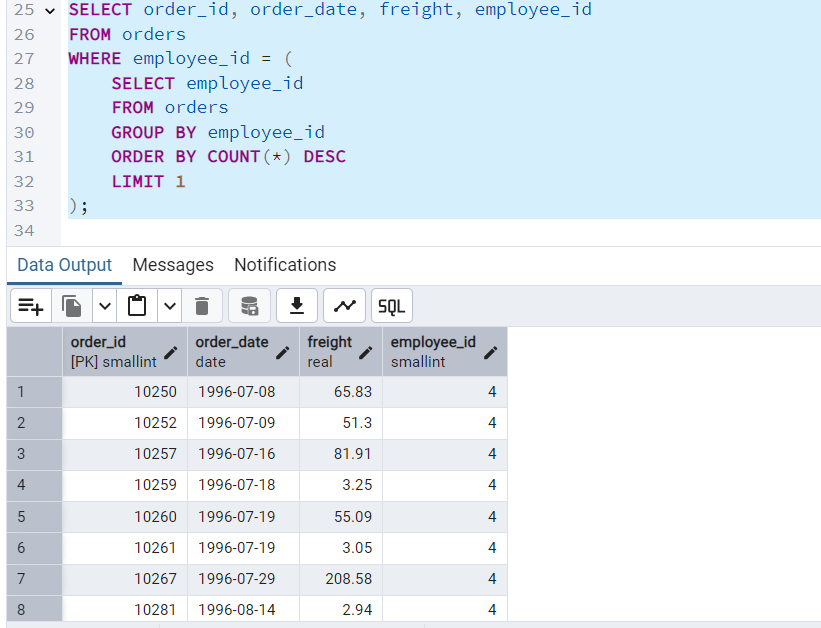 25 SELECT order_id, order_date, freight, employee_id
26 FROM orders
27 WHERE employee_id = (
28 SELECT employee_id
29 FROM orders
30 GROUP BY employee_id
31 ORDER BY COUNT(*) DESC
32 LIMIT 1
33 );
34
Data Output Messages Notifications
SQL
order_id order_date freight employee_id
[PK] smallint date real smallint
1 10250 1996-07-08 65.83 4
2 10252 1996-07-09 51.3 4
3 10257 1996-07-16 81.91 4
4 10259 1996-07-18 3.25 4
5 10260 1996-07-19 55.09 4
6 10261 1996-07-19 3.05 4
7 10267 1996-07-29 208.58 4
8 10281 1996-08-14 2.94 4